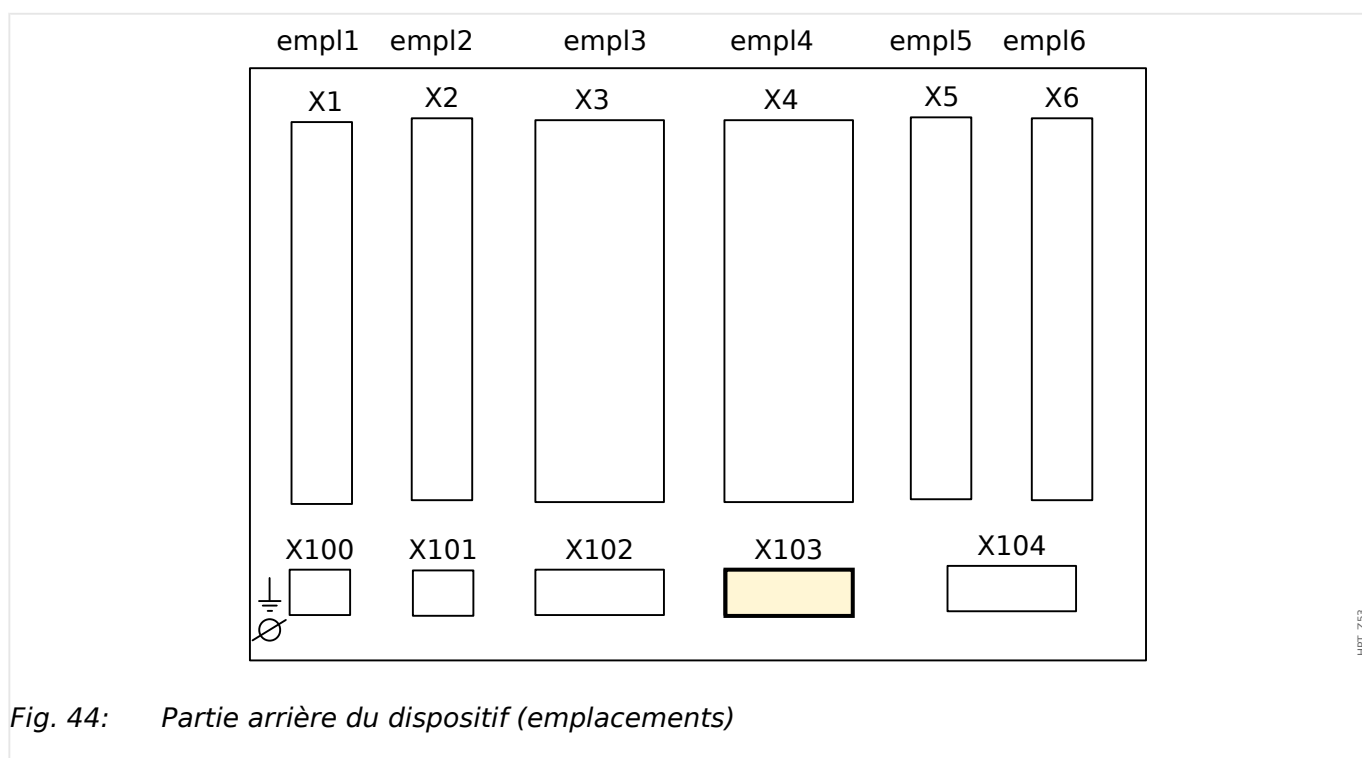 empl1 empl2 empl3 empl4 empl5 empl6
X1 X2 X3 X4 X5 X6
X100 X101 X102 X103 X104
Fig. 44: Partie arrière du dispositif (emplacements)